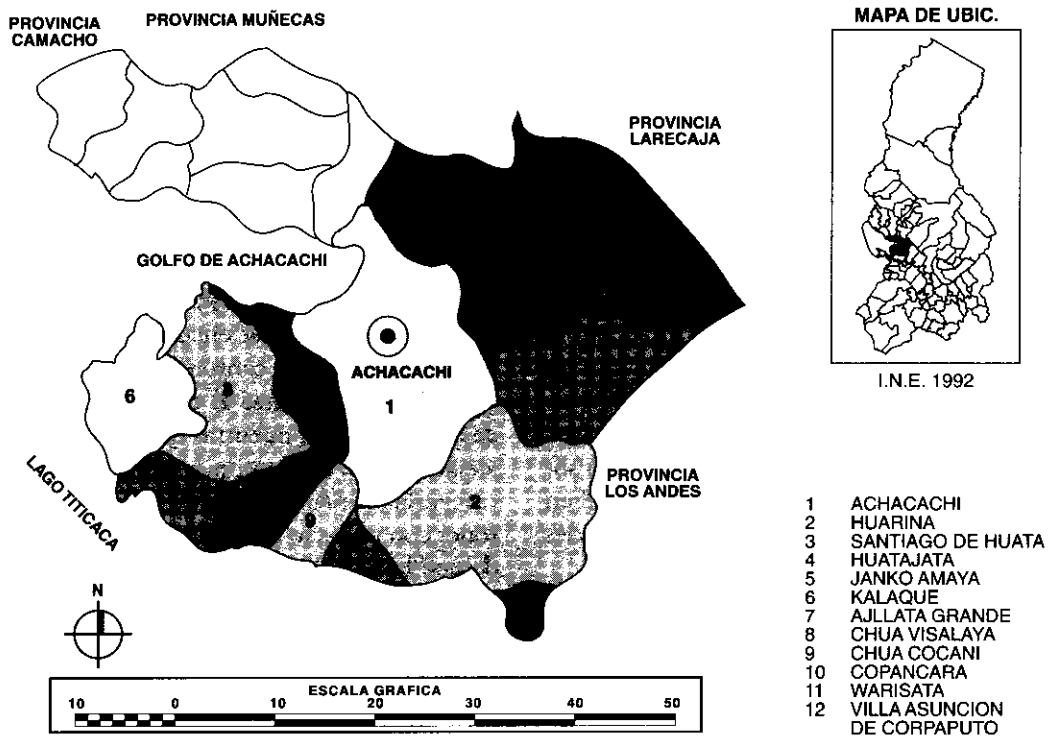 PROVINCIA
CAMACHO
PROVINCIA MUÑECAS
MAPA DE UBIC.
PROVINCIA
LARECAJA
GOLFO DE ACHACACHI
ACHACACHI
1
6
I.N.E. 1992
LAGO TITICACA
PROVINCIA
LOS ANDES
2
9
N
ESCALA GRAFICA
10 0 10 20 30 40 50
1 ACHACACHI
2 HUARINA
3 SANTIAGO DE HUATA
4 HUATAJATA
5 JANKO AMAYA
6 KALAQUE
7 AJLLATA GRANDE
8 CHUA VISALAYA
9 CHUA COCANI
10 COPANCARA
11 WARISATA
12 VILLA ASUNCION
DE CORPAPUTO